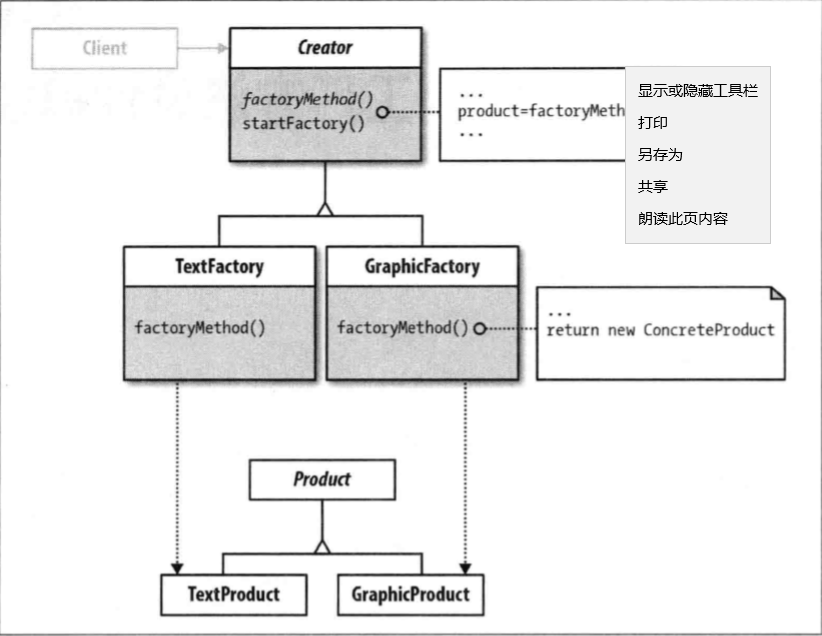 Client
Creator
factoryMethod()
startFactory()
...
product=factoryMeth
...
显示或隐藏工具栏
打印
另存为
共享
朗读此页内容
TextFactory
GraphicFactory
factoryMethod()
factoryMethod()
...
return new ConcreteProduct
Product
TextProduct
GraphicProduct